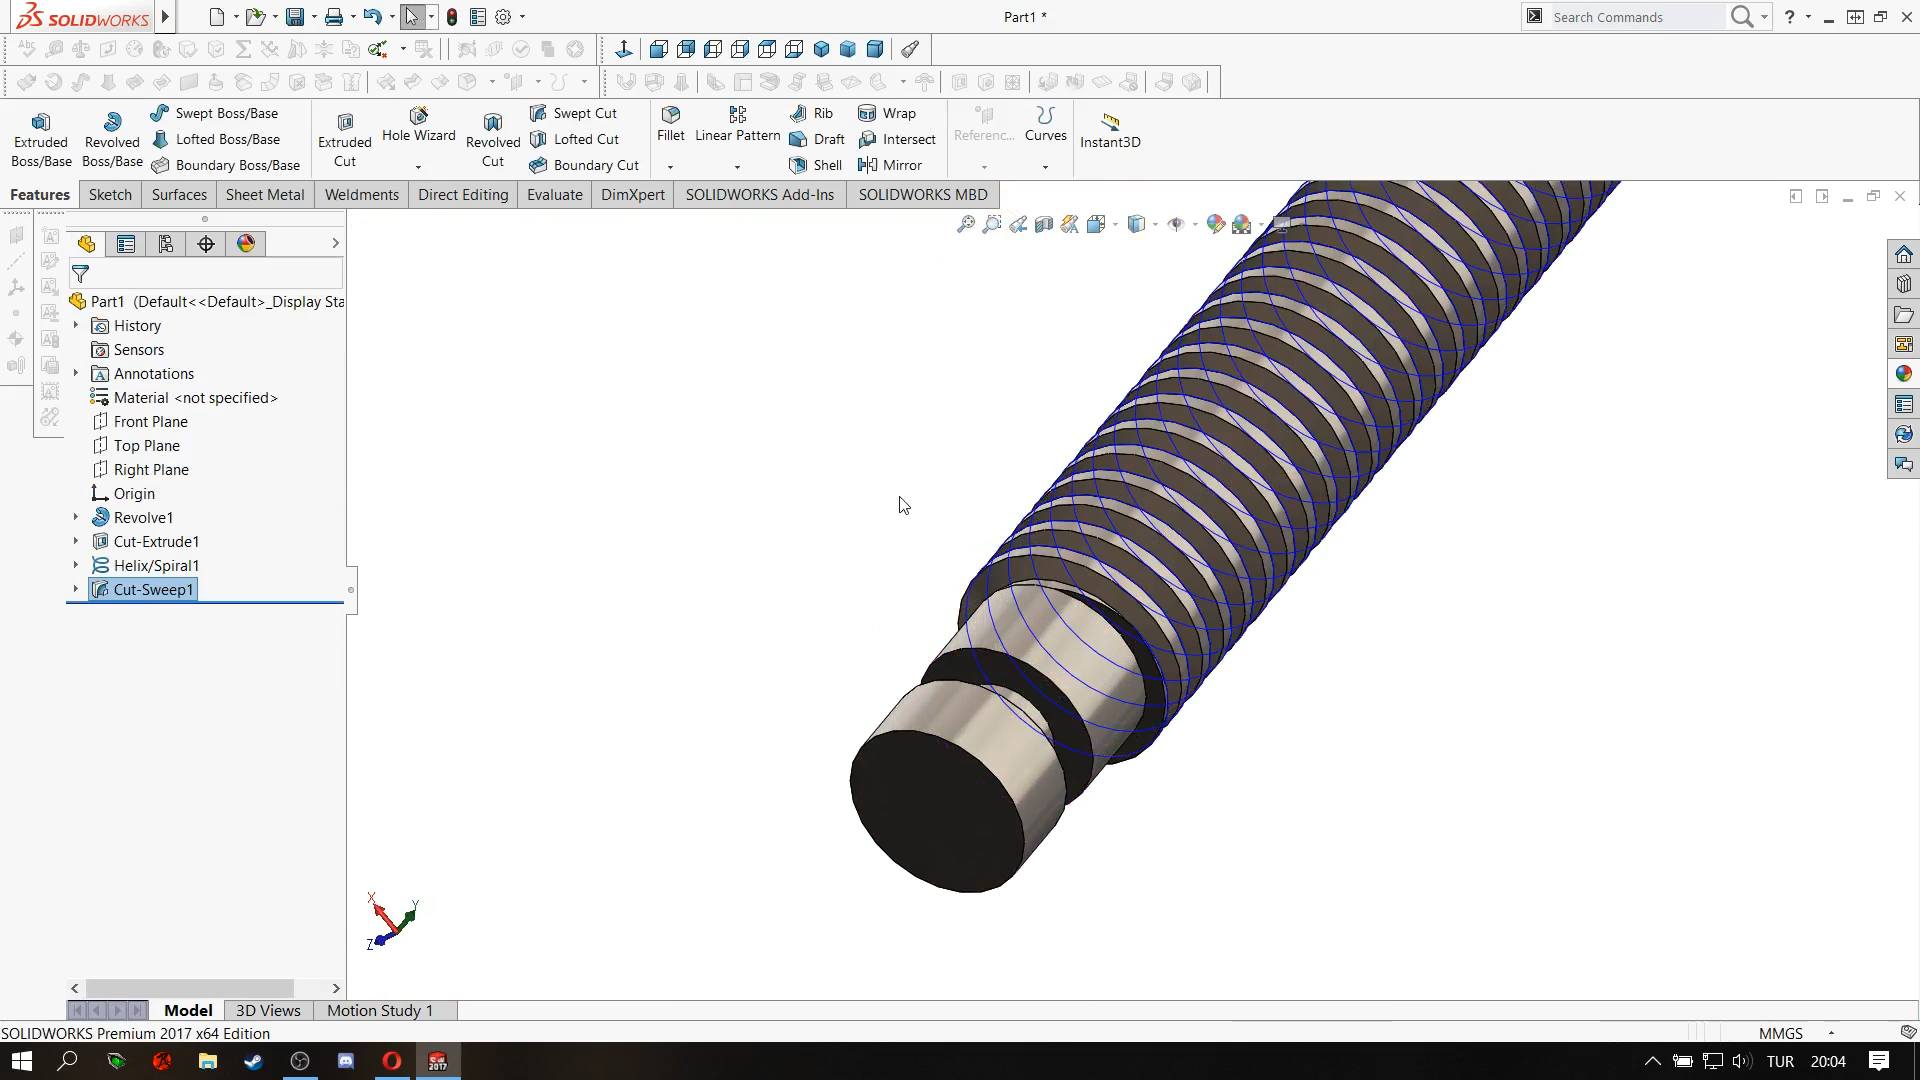 SOLIDWORKS
Part1 *
Search Commands
Extruded Boss/Base
Revolved Boss/Base
Swept Boss/Base
Lofted Boss/Base
Boundary Boss/Base
Extruded Cut
Hole Wizard
Revolved Cut
Swept Cut
Lofted Cut
Boundary Cut
Fillet
Linear Pattern
Rib
Draft
Shell
Wrap
Intersect
Mirror
Referenc...
Curves
Instant3D
Features
Sketch
Surfaces
Sheet Metal
Weldments
Direct Editing
Evaluate
DimXpert
SOLIDWORKS Add-Ins
SOLIDWORKS MBD
Part1 (Default<<Default>_Display Sta
History
Sensors
Annotations
Material <not specified>
Front Plane
Top Plane
Right Plane
Origin
Revolve1
Cut-Extrude1
Helix/Spiral1
Cut-Sweep1
X
Y
Z
Model
3D Views
Motion Study 1
SOLIDWORKS Premium 2017 x64 Edition
MMGS
2017
TUR
20:04